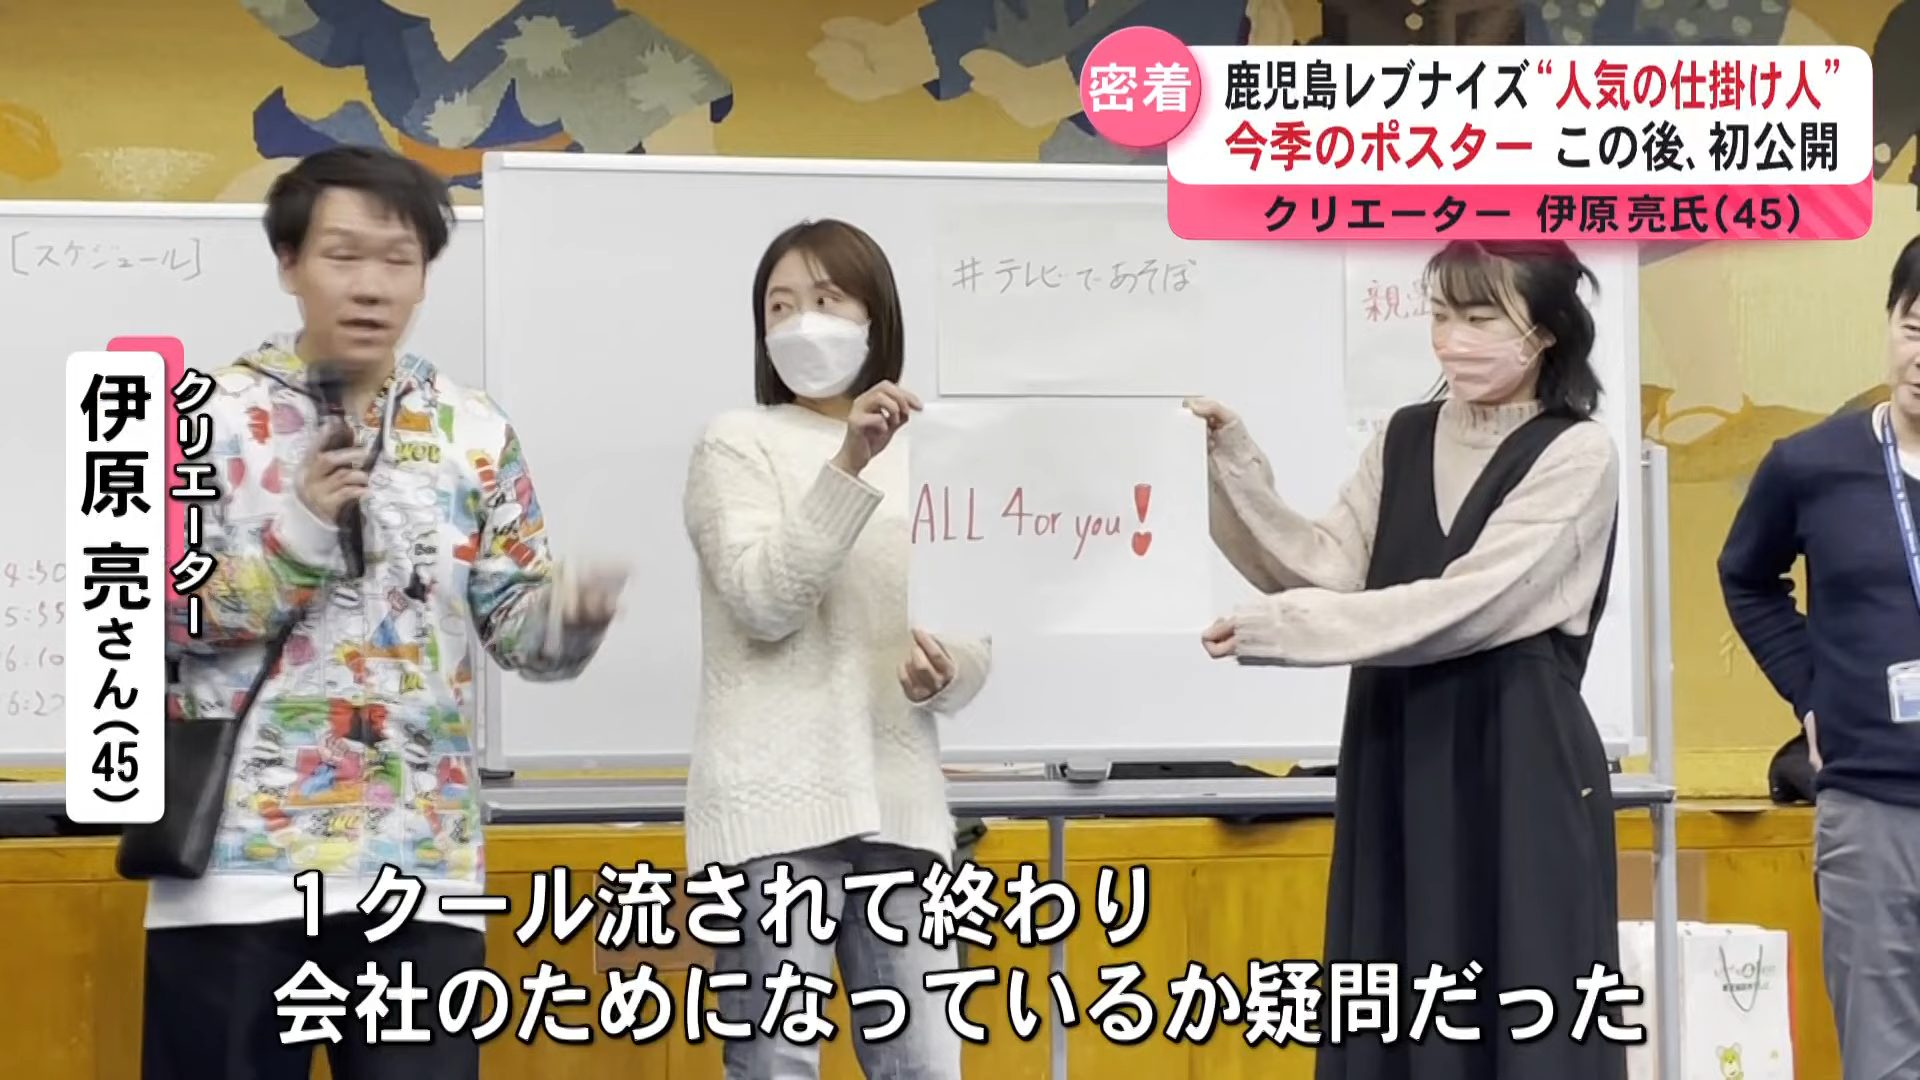 密着
鹿児島レブナイズ“人気の仕掛け人”
今季のポスター この後、初公開
クリエーター 伊原 亮氏(45)
[スケジュール]
#テレビであそぼ
ALL 4or you!
クリエーター
伊原 亮さん(45)
1クール流されて終わり
会社のためになっているか疑問だった